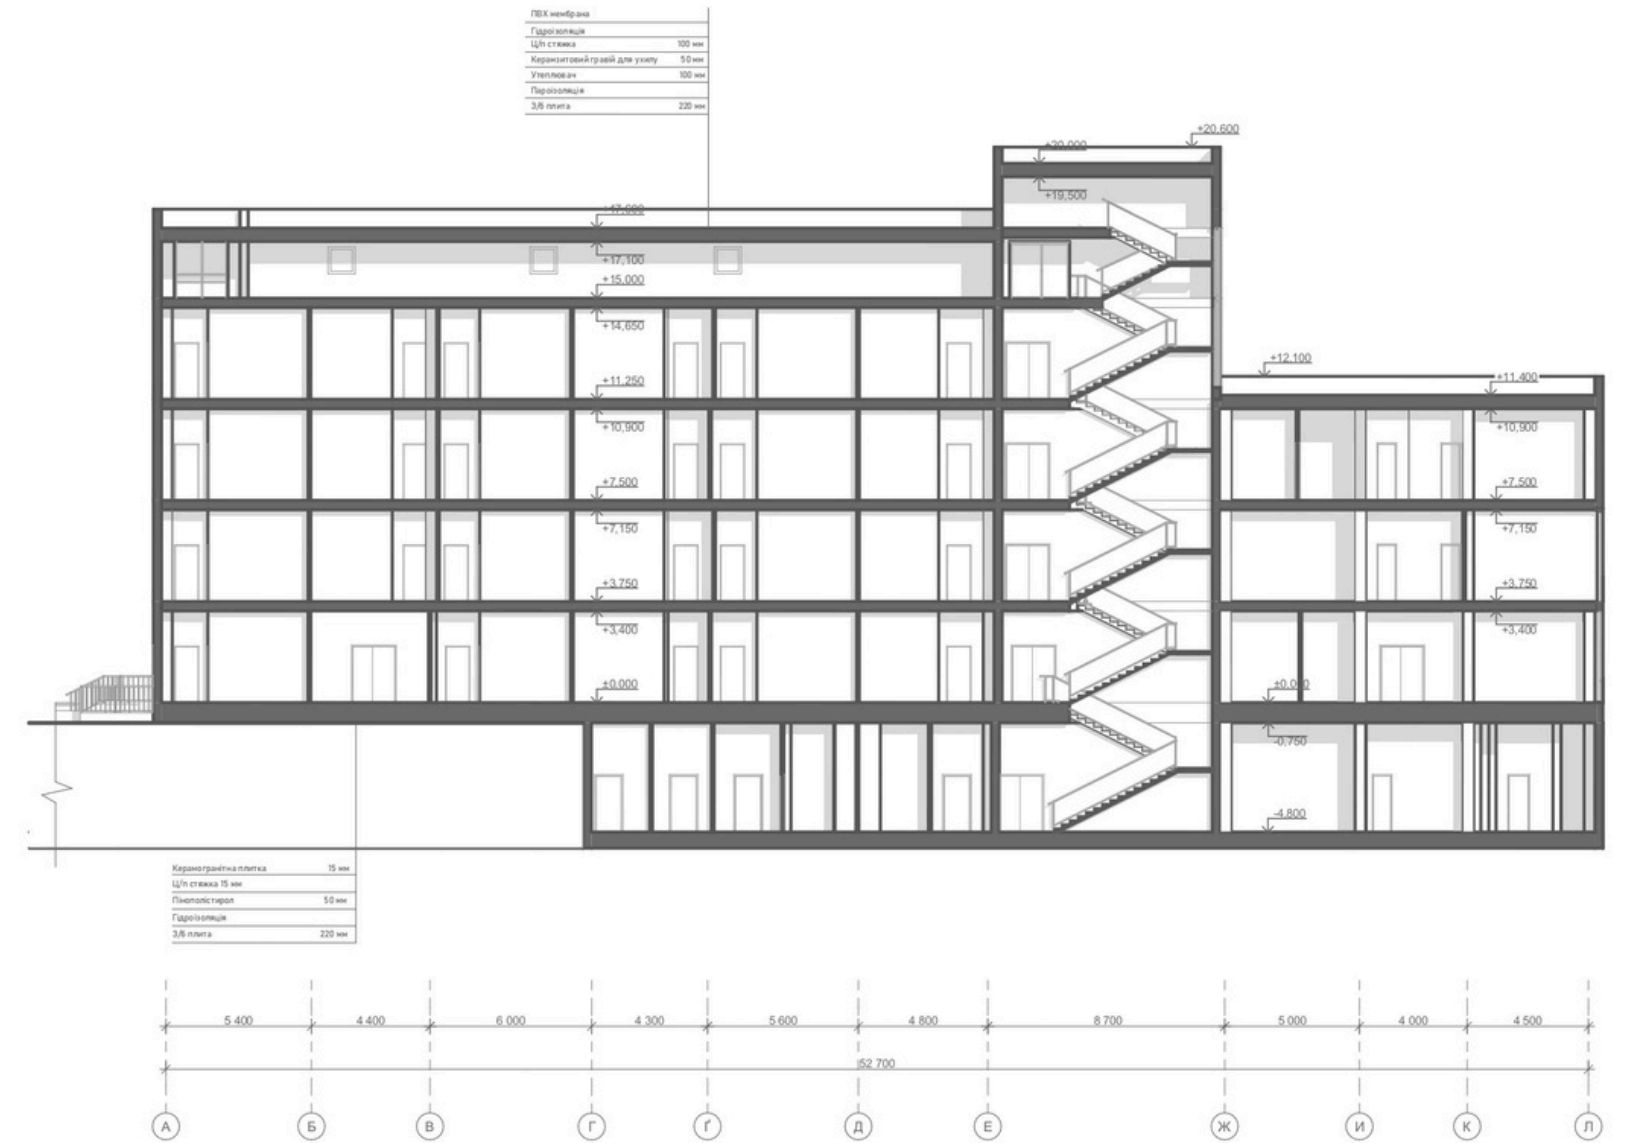 ПВХ мембрана
Гідроізоляція
Ц/п стяжка 100 мм
Керамзитовий гравій для ухилу 50 мм
Утеплювач 100 мм
Пароізоляція
З/б плита 220 мм
+20,600
+20,000
+19,500
+17,600
+17,100
+15,000
+14,650
+12,100
+11,250
+11,400
+10,900
+10,900
+7,500
+7,500
+7,150
+7,150
+3,750
+3,750
+3,400
+3,400
±0,000
±0,000
-0,750
-4,800
Керамогранітна плитка 15 мм
Ц/п стяжка 15 мм
Пінополістирол 50 мм
Гідроізоляція
З/б плита 220 мм
5 400 4 400 6 000 4 300 5 600 4 800 8 700 5 000 4 000 4 500
52 700
А Б В Г Ґ Д Е Ж И К Л